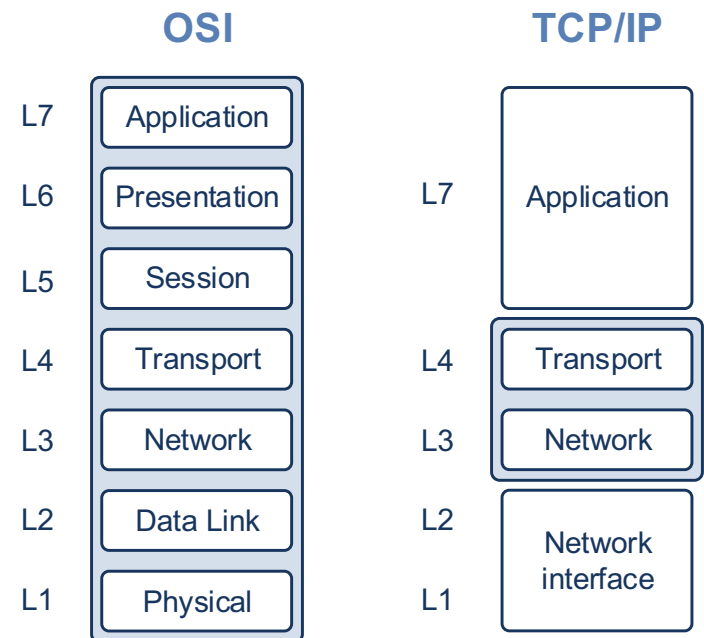 OSI TCP/IP
L7 Application
L6 Presentation L7 Application
L5 Session
L4 Transport L4 Transport
L3 Network L3 Network
L2 Data Link L2 Network
interface
L1 Physical L1